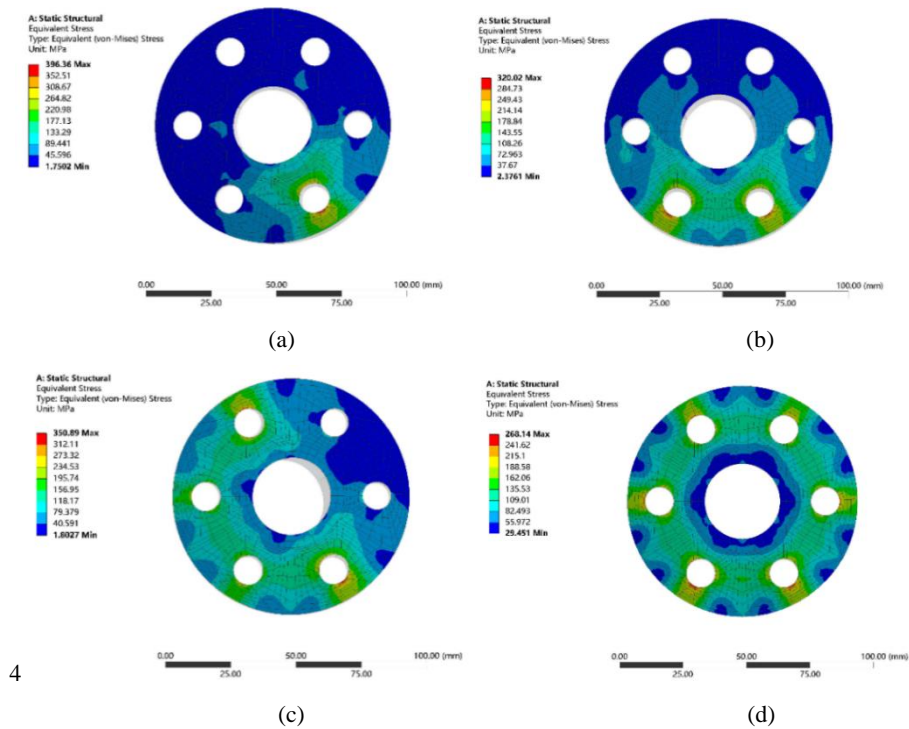 A: Static Structural
Equivalent Stress
Type: Equivalent (von-Mises) Stress
Unit: MPa
396.36 Max
352.51
308.67
264.82
220.98
177.13
133.29
89.441
45.596
1.7502 Min
0.00 50.00 100.00 (mm)
25.00 75.00
(a)
A: Static Structural
Equivalent Stress
Type: Equivalent (von-Mises) Stress
Unit: MPa
320.02 Max
284.73
249.43
214.14
178.84
143.55
108.26
72.963
37.67
2.3761 Min
0.00 50.00 100.00 (mm)
25.00 75.00
(b)
A: Static Structural
Equivalent Stress
Type: Equivalent (von-Mises) Stress
Unit: MPa
350.89 Max
312.11
273.32
234.53
195.74
156.95
118.17
79.379
40.591
1.8027 Min
0.00 50.00 100.00 (mm)
25.00 75.00
4
(c)
A: Static Structural
Equivalent Stress
Type: Equivalent (von-Mises) Stress
Unit: MPa
268.14 Max
241.62
215.1
188.58
162.06
135.53
109.01
82.493
55.972
29.451 Min
0.00 50.00 100.00 (mm)
25.00 75.00
(d)